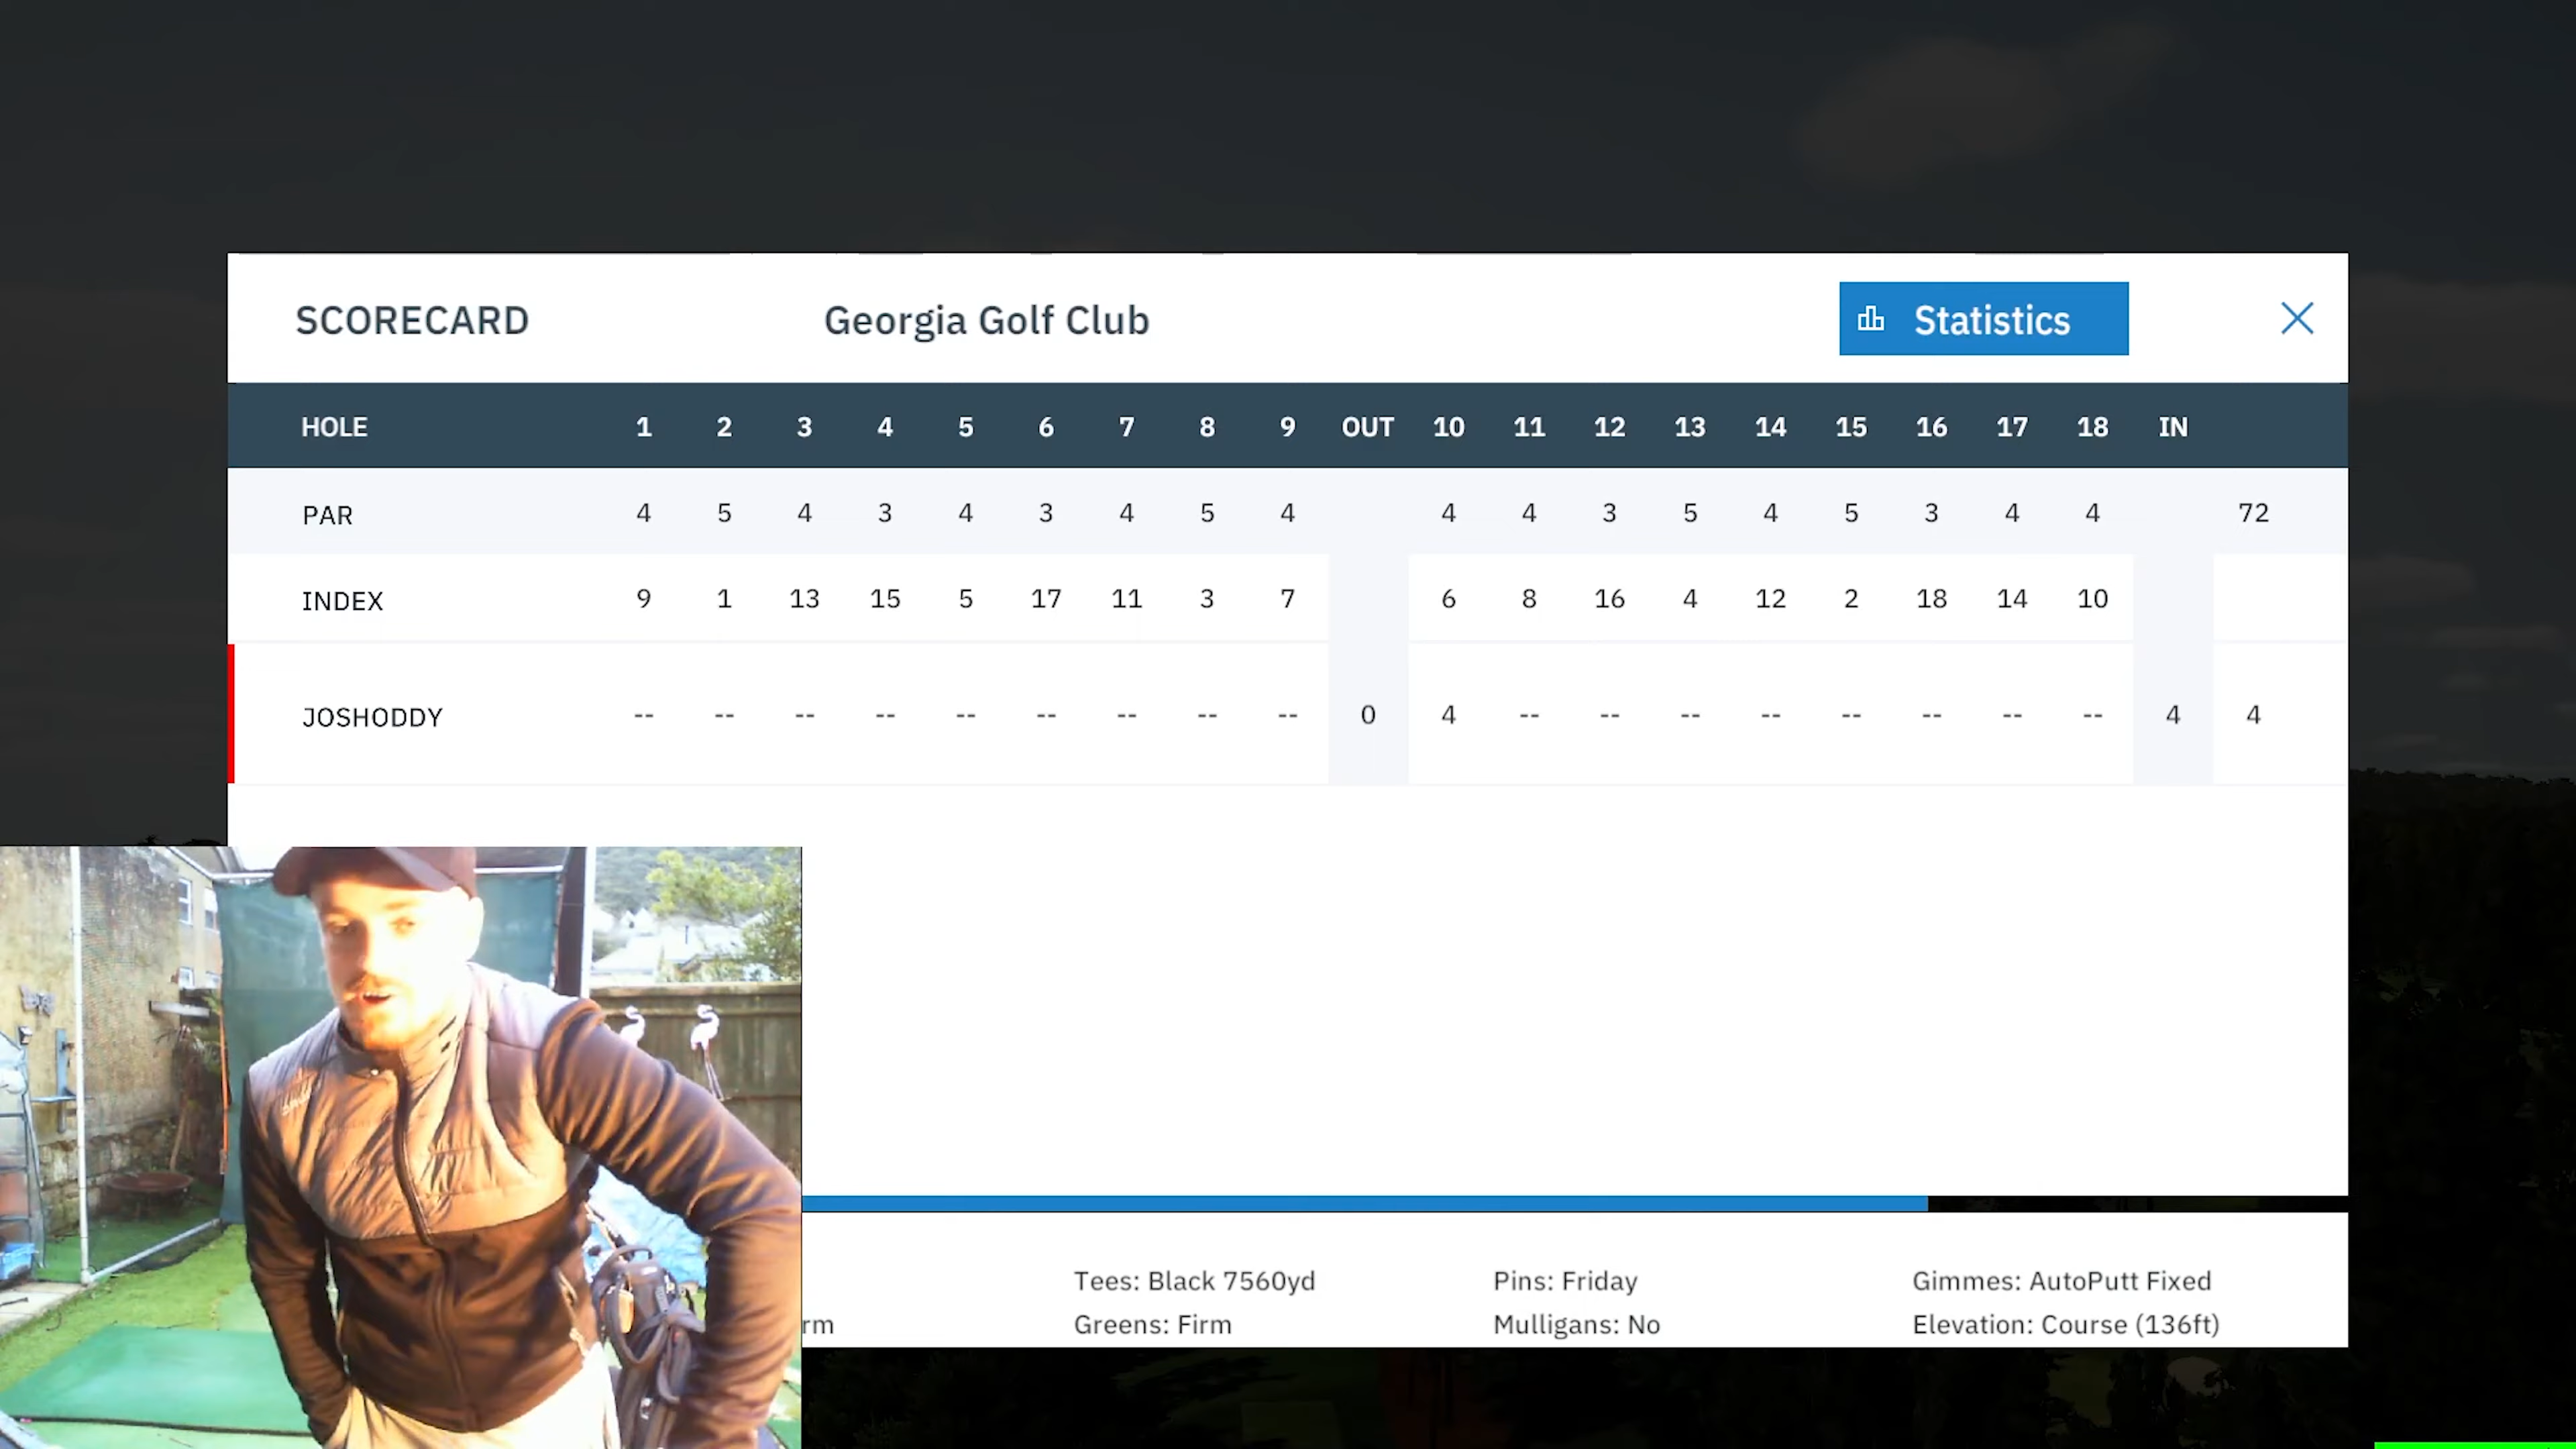 SCORECARD Georgia Golf Club Statistics
HOLE 1 2 3 4 5 6 7 8 9 OUT 10 11 12 13 14 15 16 17 18 IN
PAR 4 5 4 3 4 3 4 5 4 4 4 3 5 4 5 3 4 4 72
INDEX 9 1 13 15 5 17 11 3 7 6 8 16 4 12 2 18 14 10
JOSHODDY -- -- -- -- -- -- -- -- -- 0 4 -- -- -- -- -- -- -- -- 4 4
Tees: Black 7560yd Pins: Friday Gimmes: AutoPutt Fixed
rm Greens: Firm Mulligans: No Elevation: Course (136ft)